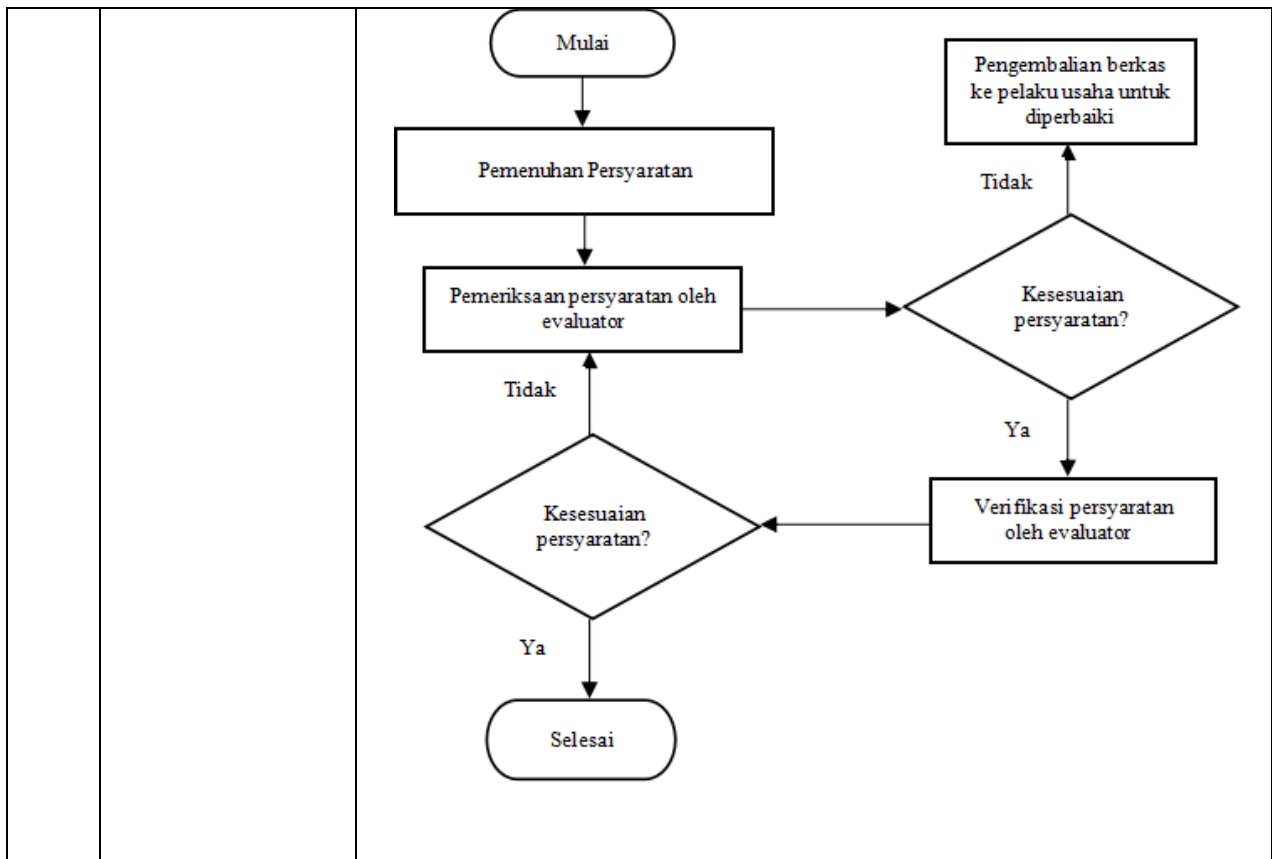 Mulai
Pemenuhan Persyaratan
Pemeriksaan persyaratan oleh
evaluator
Kesesuaian
persyaratan?
Tidak
Pengembalian berkas
ke pelaku usaha untuk
diperbaiki
Ya
Verifikasi persyaratan
oleh evaluator
Kesesuaian
persyaratan?
Tidak
Ya
Selesai